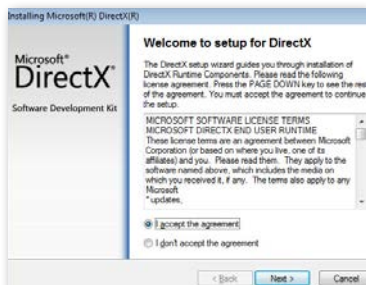 Installing Microsoft(R) DirectX(R)
Microsoft®
DirectX®
Software Development Kit
Welcome to setup for DirectX
The DirectX setup wizard guides you through installation of
DirectX Runtime Components. Please read the following
license agreement. Press the PAGE DOWN key to see the res
of the agreement. You must accept the agreement to continue
the setup.
MICROSOFT SOFTWARE LICENSE TERMS
MICROSOFT DIRECTX END USER RUNTIME
These license terms are an agreement between Microsoft
Corporation (or based on where you live, one of its
affiliates) and you. Please read them. They apply to the
software named above, which includes the media on
which you received it, if any. The terms also apply to any
Microsoft
* updates,
I accept the agreement
I don't accept the agreement
< Back
Next >
Cancel